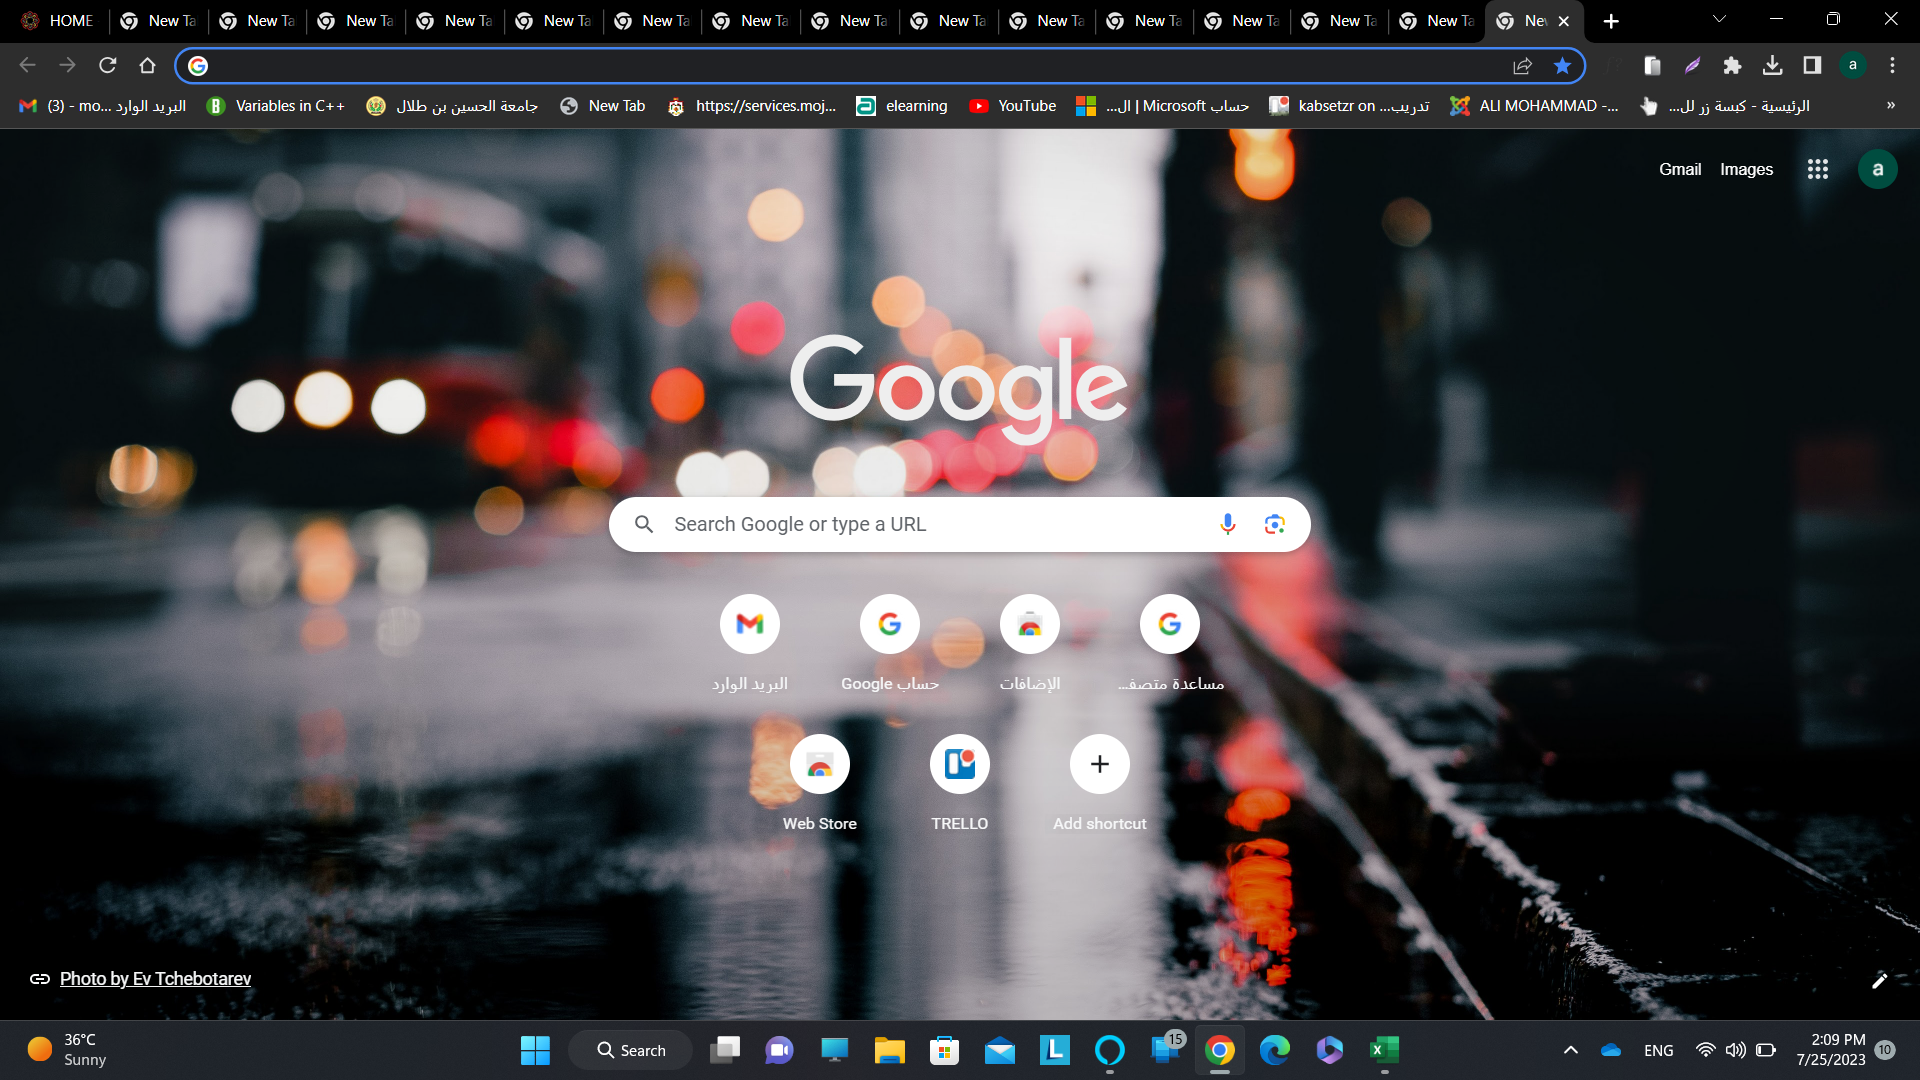 HOME New Ta New Ta New Ta New Ta New Ta New Ta New Ta New Ta New Ta New Ta New Ta New Ta New Ta New Ta Nev
a
(3) - mo... البريد الوارد Variables in C++ جامعة الحسين بن طلال New Tab https://services.moj... elearning YouTube حساب Microsoft | ال... kabsetzr on ...تدريب ALI MOHAMMAD -... الرئيسية - كبسة زر لل... »
Gmail Images a
Google
Search Google or type a URL
البريد الوارد حساب Google الإضافات مساعدة متصف...
Web Store TRELLO Add shortcut
Photo by Ev Tchebotarev
36°C
Sunny
Search
L
15
X
ENG
2:09 PM
7/25/2023
10